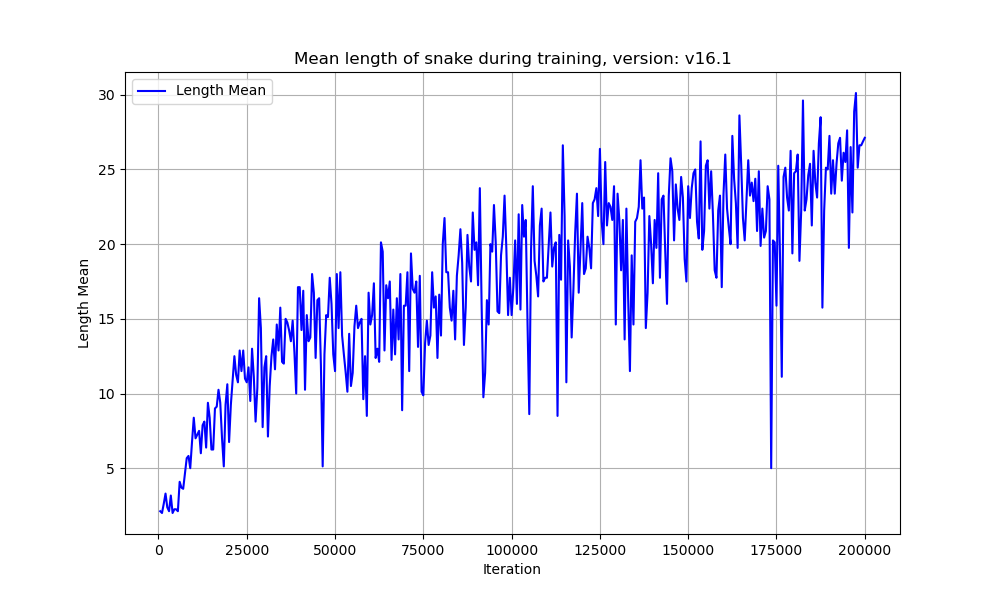 Mean length of snake during training, version: v16.1
Length Mean
30
25
20
15
10
5
Length Mean
0 25000 50000 75000 100000 125000 150000 175000 200000
Iteration